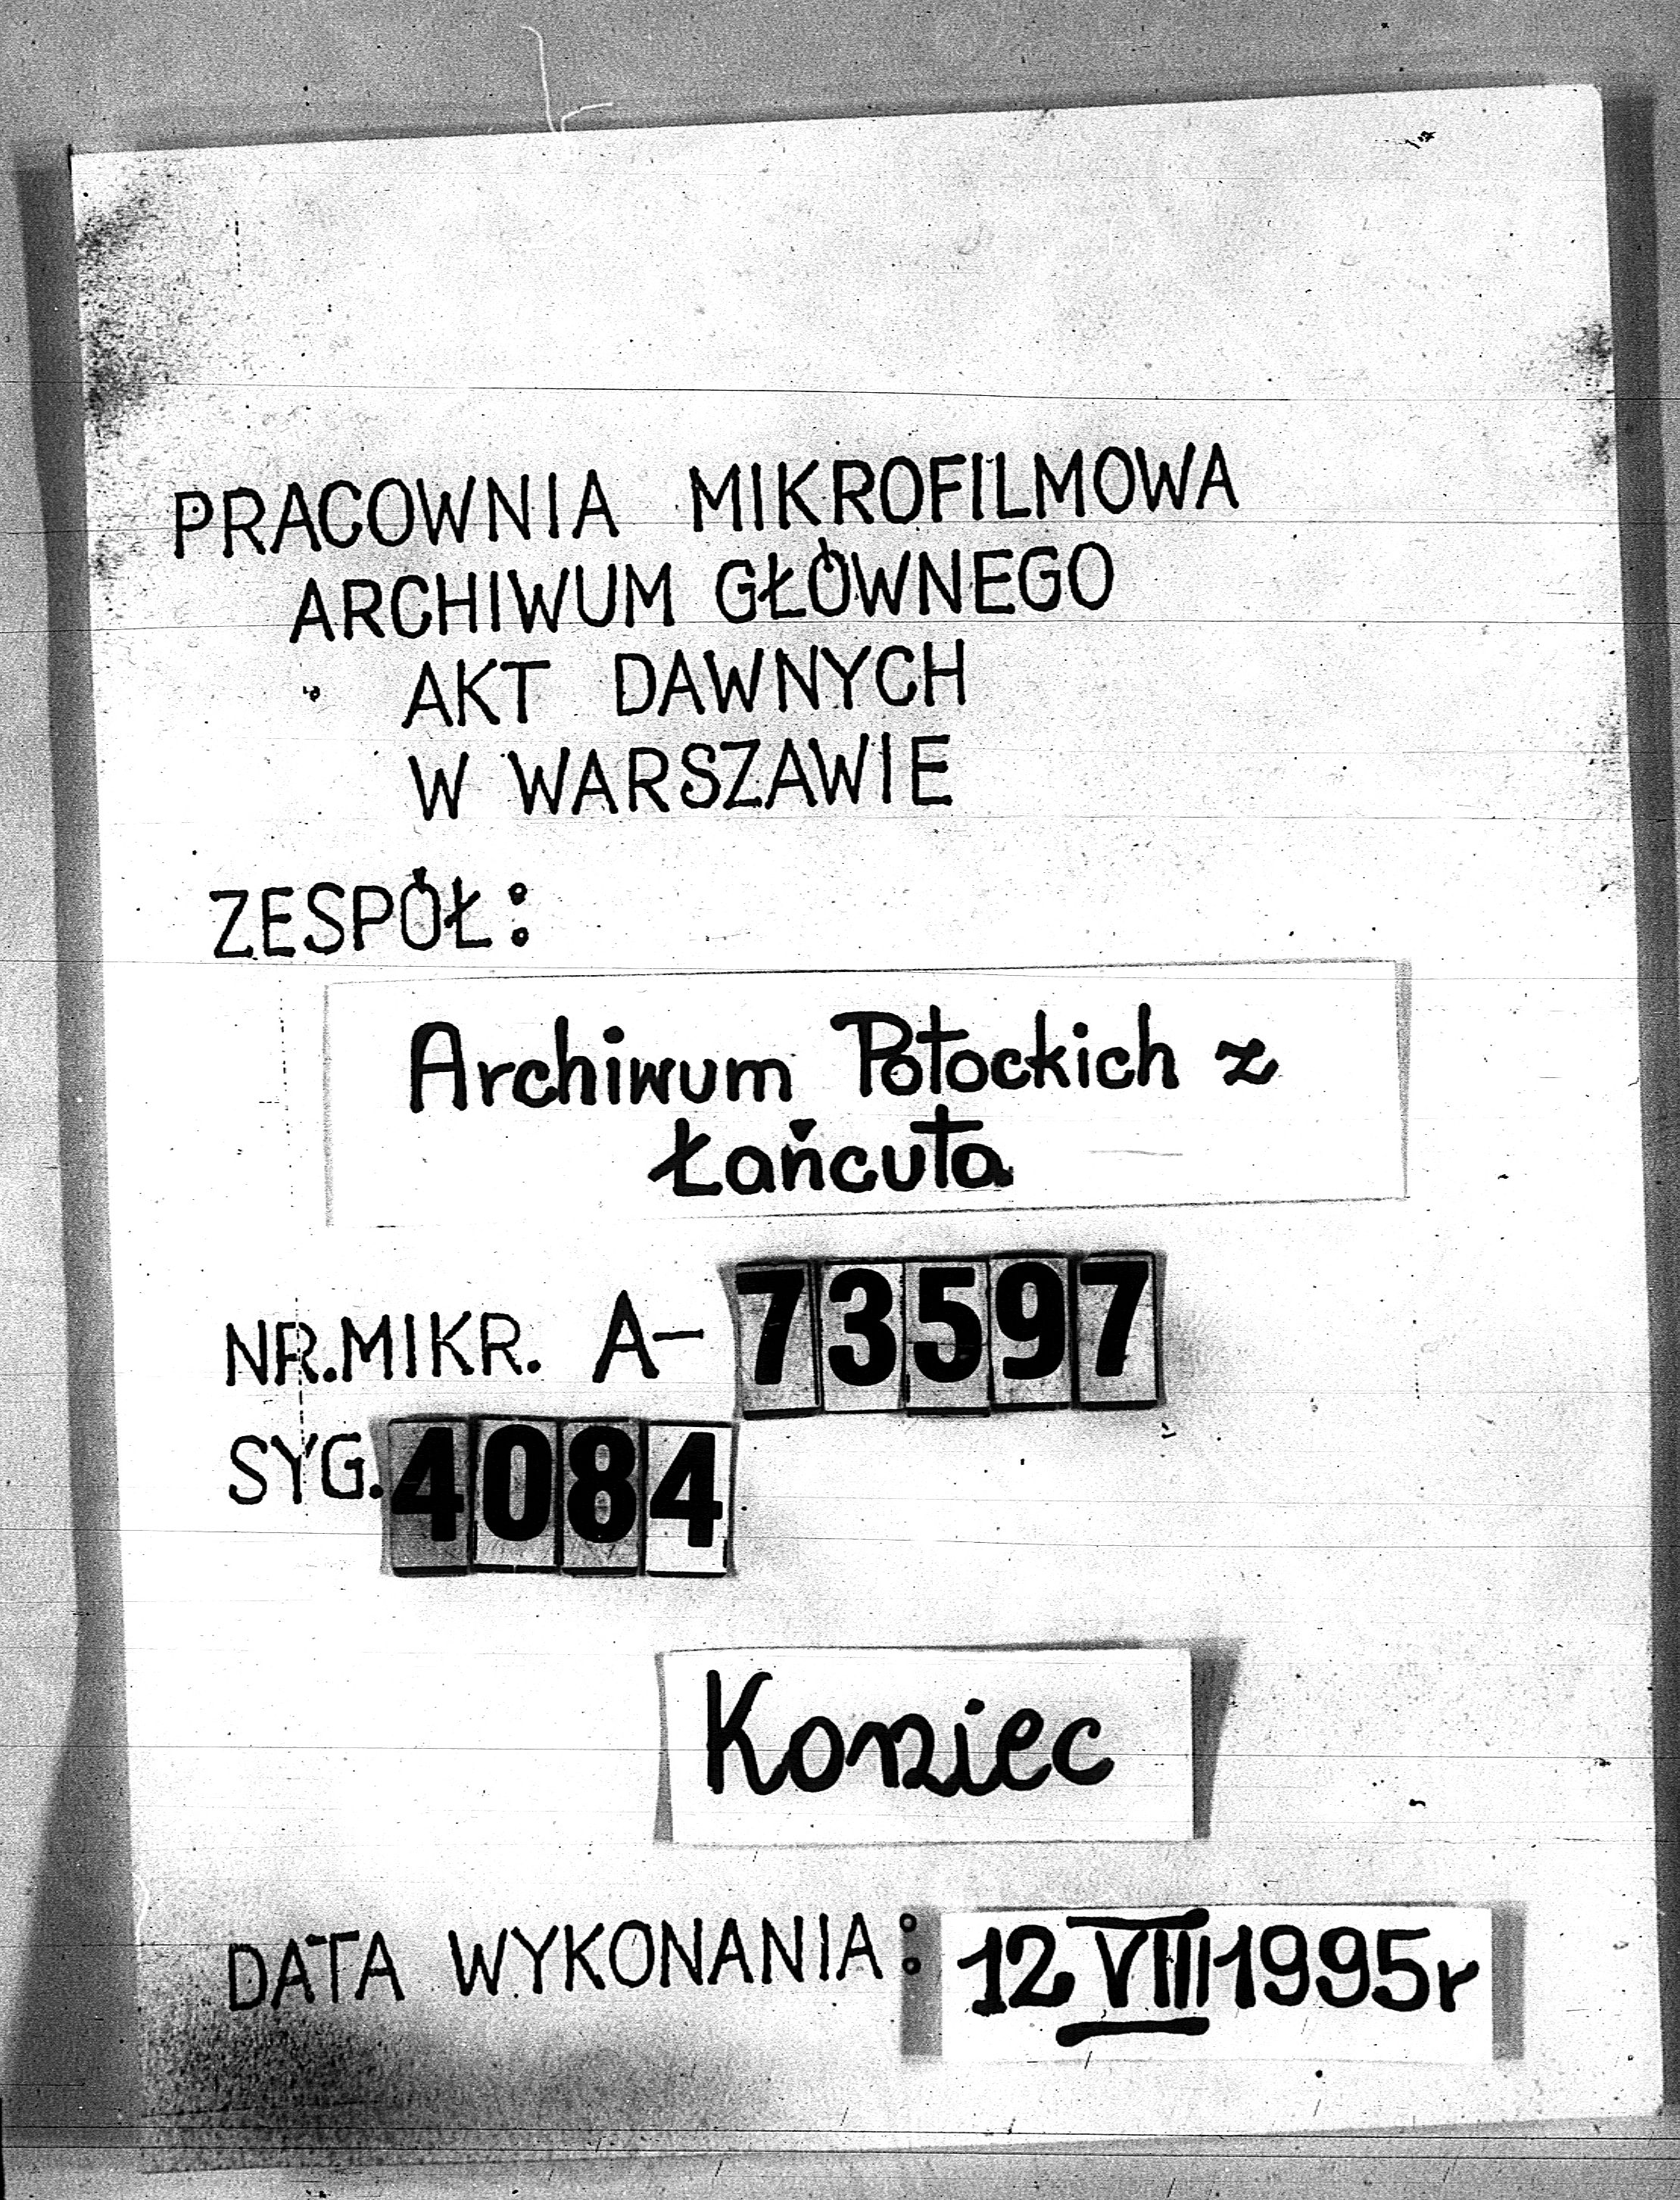 PRACOWNIA MIKROFILMOWA
ARCHIWUM GŁÓWNEGO
AKT DAWNYCH
W WARSZAWIE
ZESPÓŁ:
Archiwum Potockich z
Łańcuta
NR.MIKR. A-73597
SYG.4084
Koniec
DATA WYKONANIA: 12 VIII 1995r